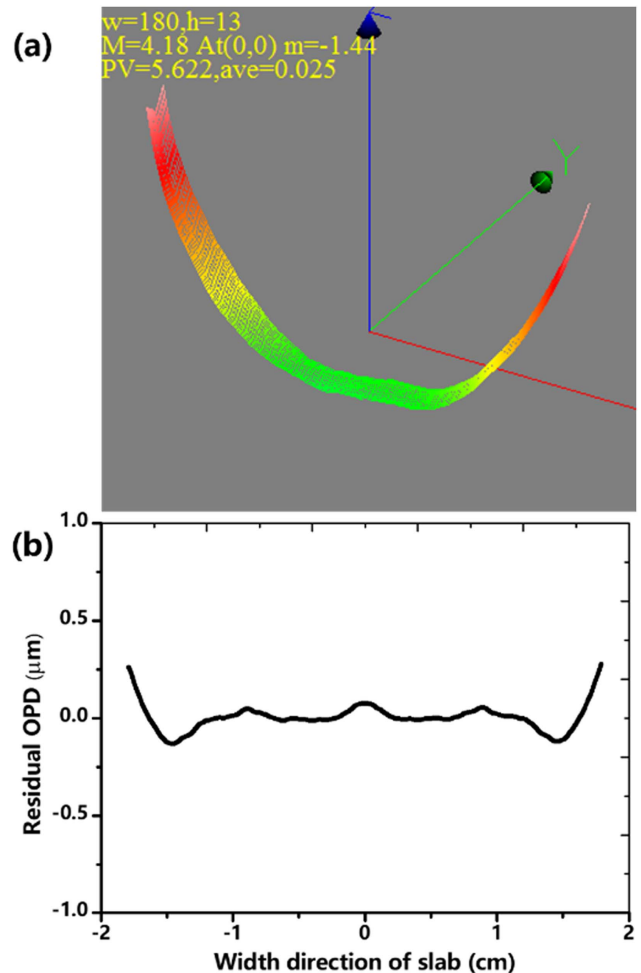 (a)
w=180,h=13
M=4.18 At(0,0) m=-1.44
PV=5.622,ave=0.025
Y
(b)
1.0
0.5
0.0
-0.5
-1.0
Residual OPD (μm)
-2 -1 0 1 2
Width direction of slab (cm)